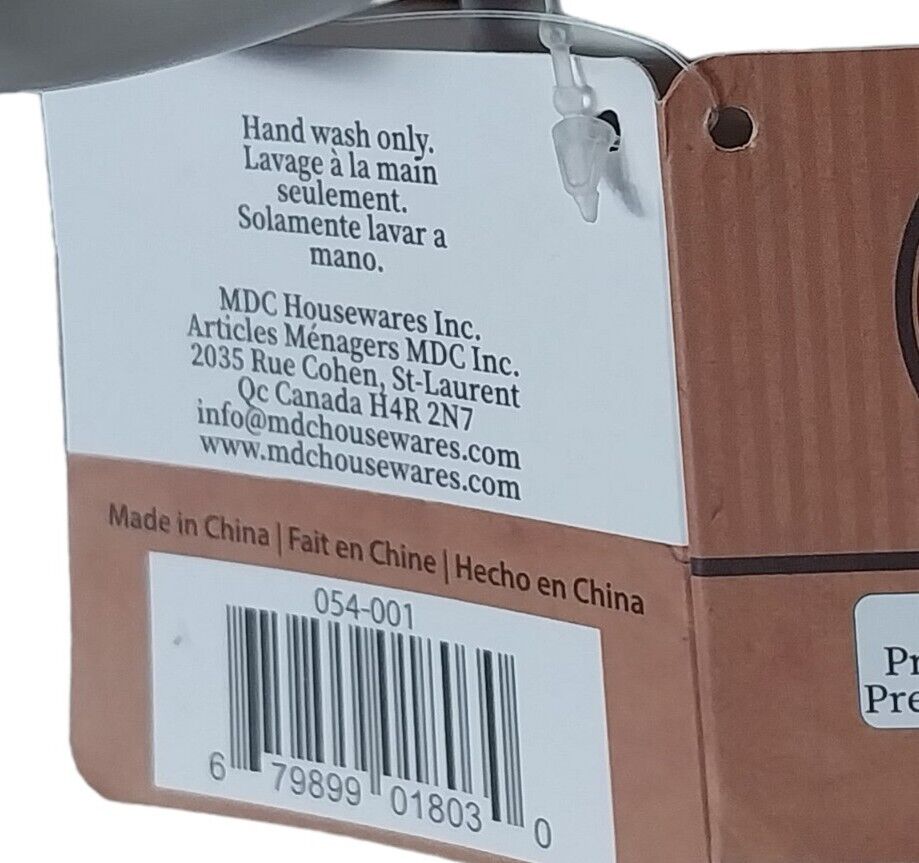 Hand wash only.
Lavage à la main
seulement.
Solamente lavar a
mano.
MDC Housewares Inc.
Articles Ménagers MDC Inc.
2035 Rue Cohen, St-Laurent
Qc Canada H4R 2N7
info@mdchousewares.com
www.mdchousewares.com
Made in China | Fait en Chine | Hecho en China
054-001
6 79899 01803 0